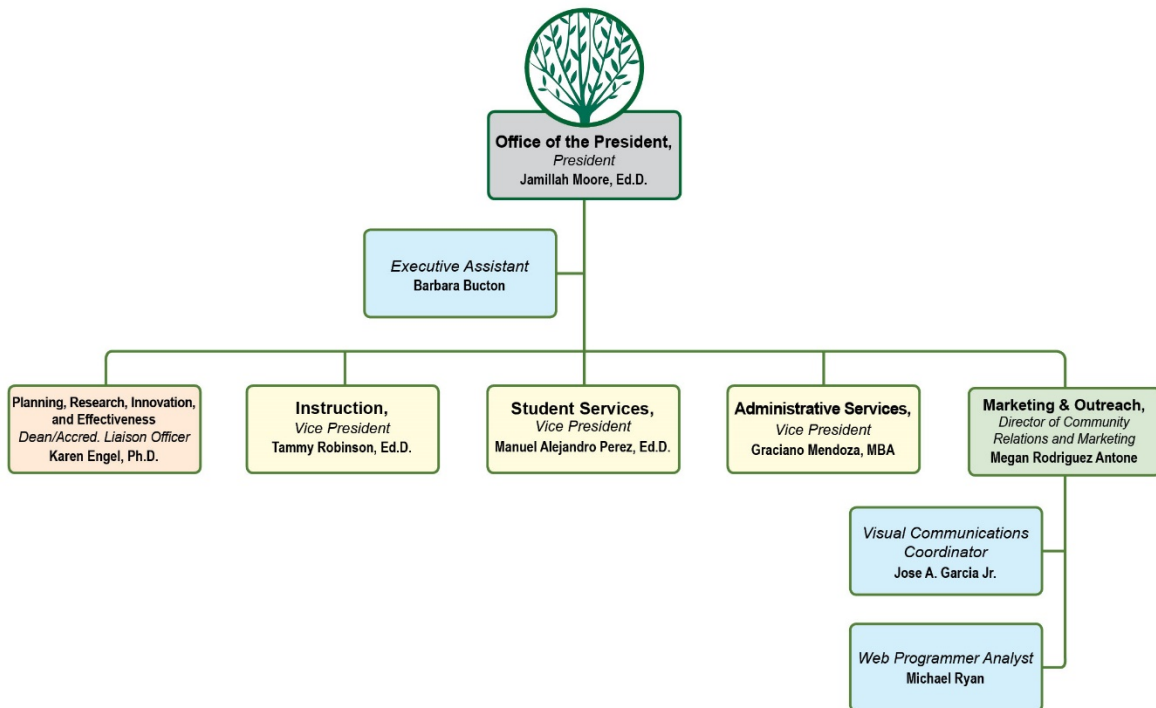 Office of the President,
President
Jamillah Moore, Ed.D.
Executive Assistant
Barbara Bucton
Planning, Research, Innovation,
and Effectiveness
Dean/Accred. Liaison Officer
Karen Engel, Ph.D.
Instruction,
Vice President
Tammy Robinson, Ed.D.
Student Services,
Vice President
Manuel Alejandro Perez, Ed.D.
Administrative Services,
Vice President
Graciano Mendoza, MBA
Marketing & Outreach,
Director of Community
Relations and Marketing
Megan Rodriguez Antone
Visual Communications
Coordinator
Jose A. Garcia Jr.
Web Programmer Analyst
Michael Ryan